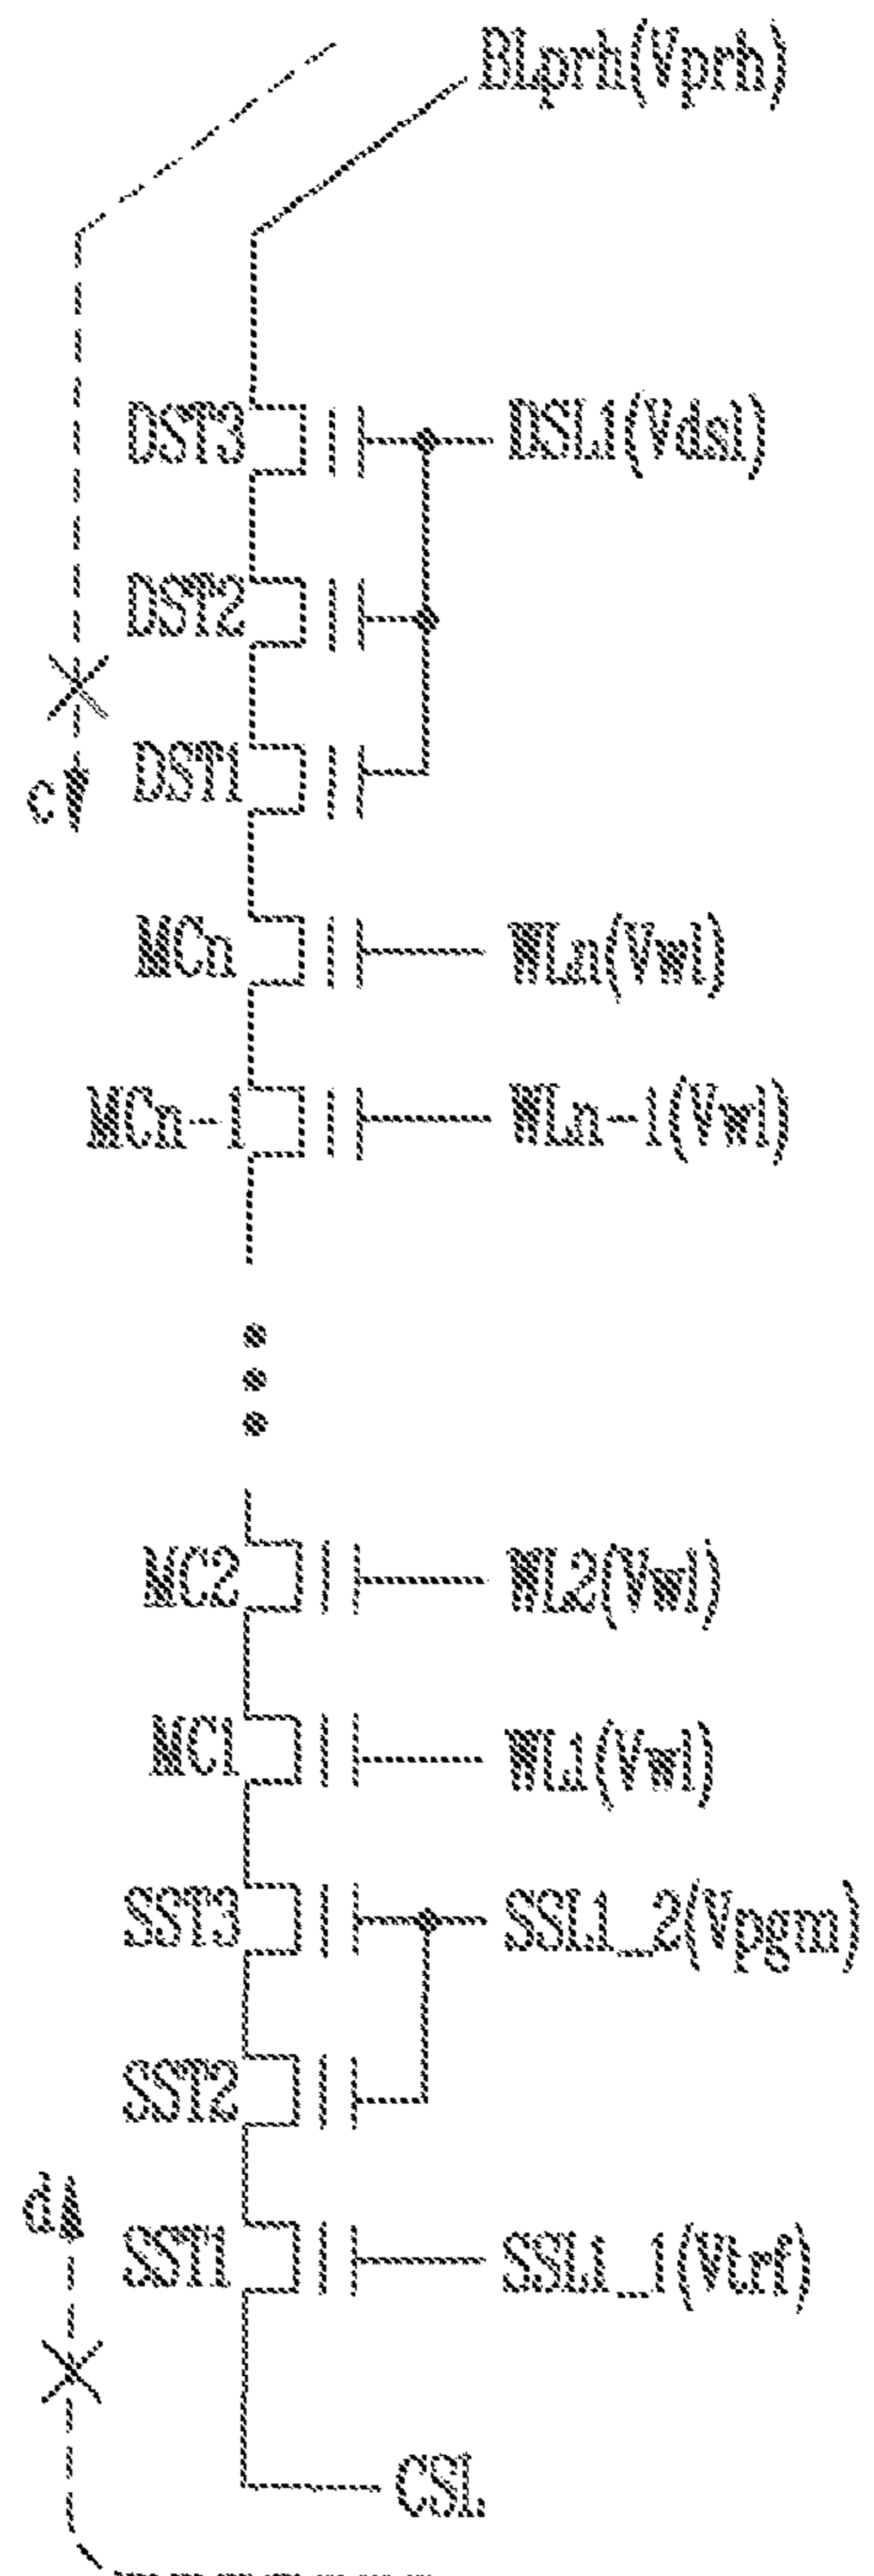 BLprh(Vprh)
DST3 DSL1(Vdsl)
DST2
DST1
c
MCn WLn(Vwl)
MCn-1 WLn-1(Vwl)
MC2 WL2(Vwl)
MC1 WL1(Vwl)
SST3 SSL1_2(Vpgm)
SST2
d
SST1 SSL1_1(Vtrf)
CSL